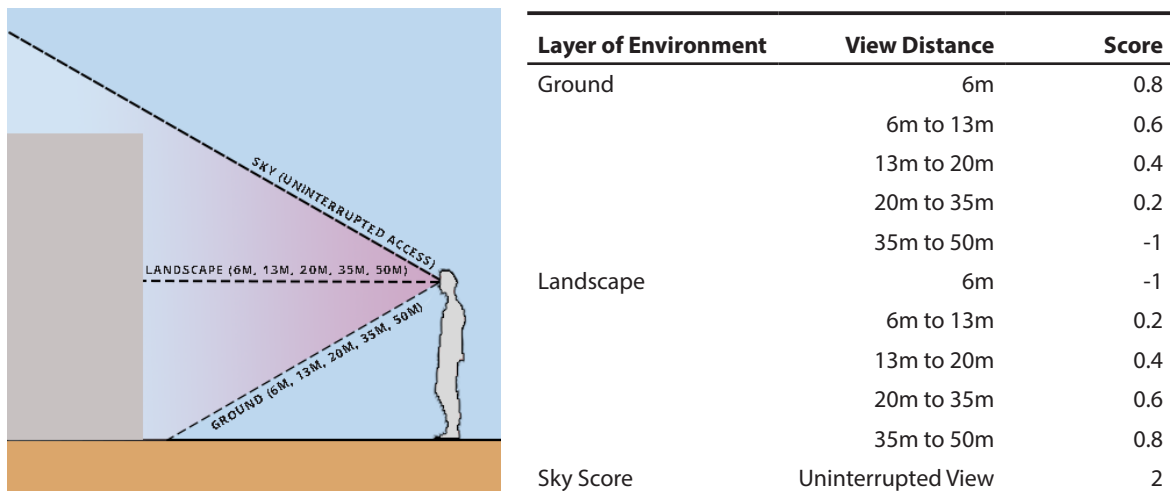 SKY (UNINTERRUPTED ACCESS)
LANDSCAPE (6M, 13M, 20M, 35M, 50M)
GROUND (6M, 13M, 20M, 35M, 50M)
Layer of Environment View Distance Score
Ground 6m 0.8
6m to 13m 0.6
13m to 20m 0.4
20m to 35m 0.2
35m to 50m -1
Landscape 6m -1
6m to 13m 0.2
13m to 20m 0.4
20m to 35m 0.6
35m to 50m 0.8
Sky Score Uninterrupted View 2